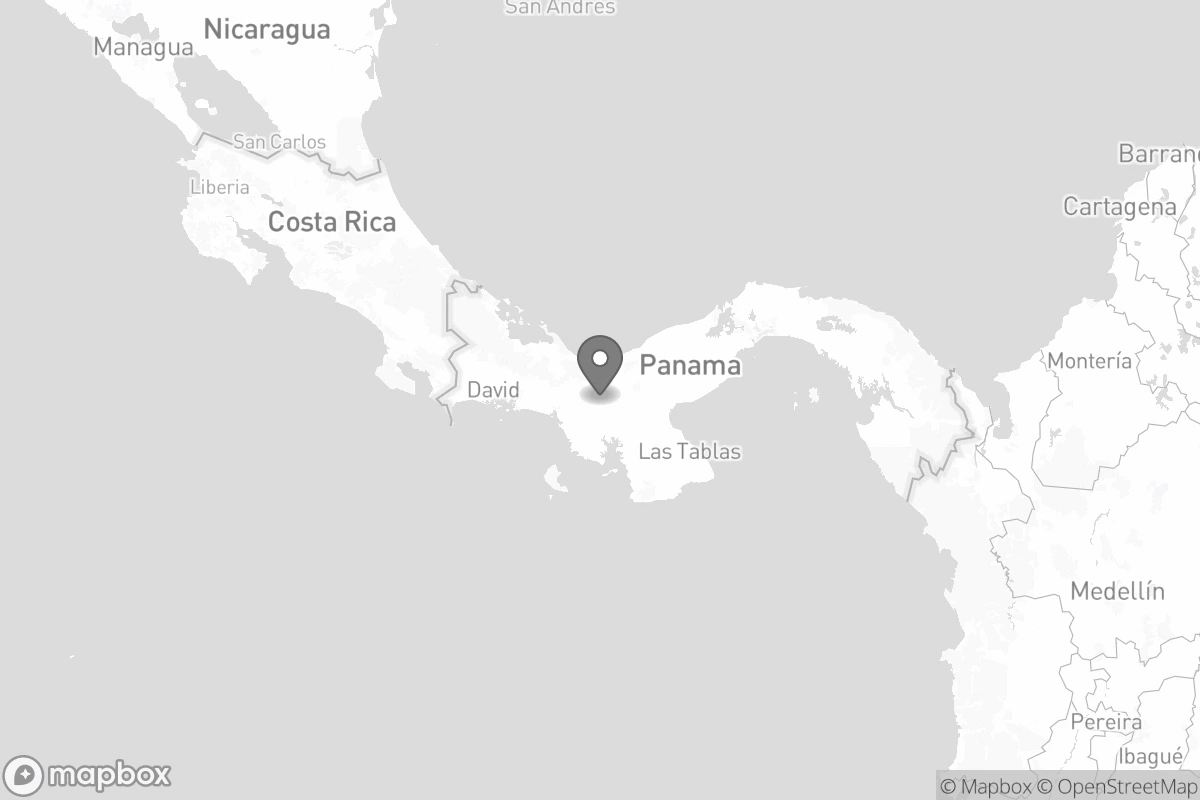 San Andres
Nicaragua
Managua
San Carlos
Barran
Liberia
Cartagena
Costa Rica
Panama
Montería
David
Las Tablas
Medellín
Pereira
Ibagué
mapbox
© Mapbox © OpenStreetMap